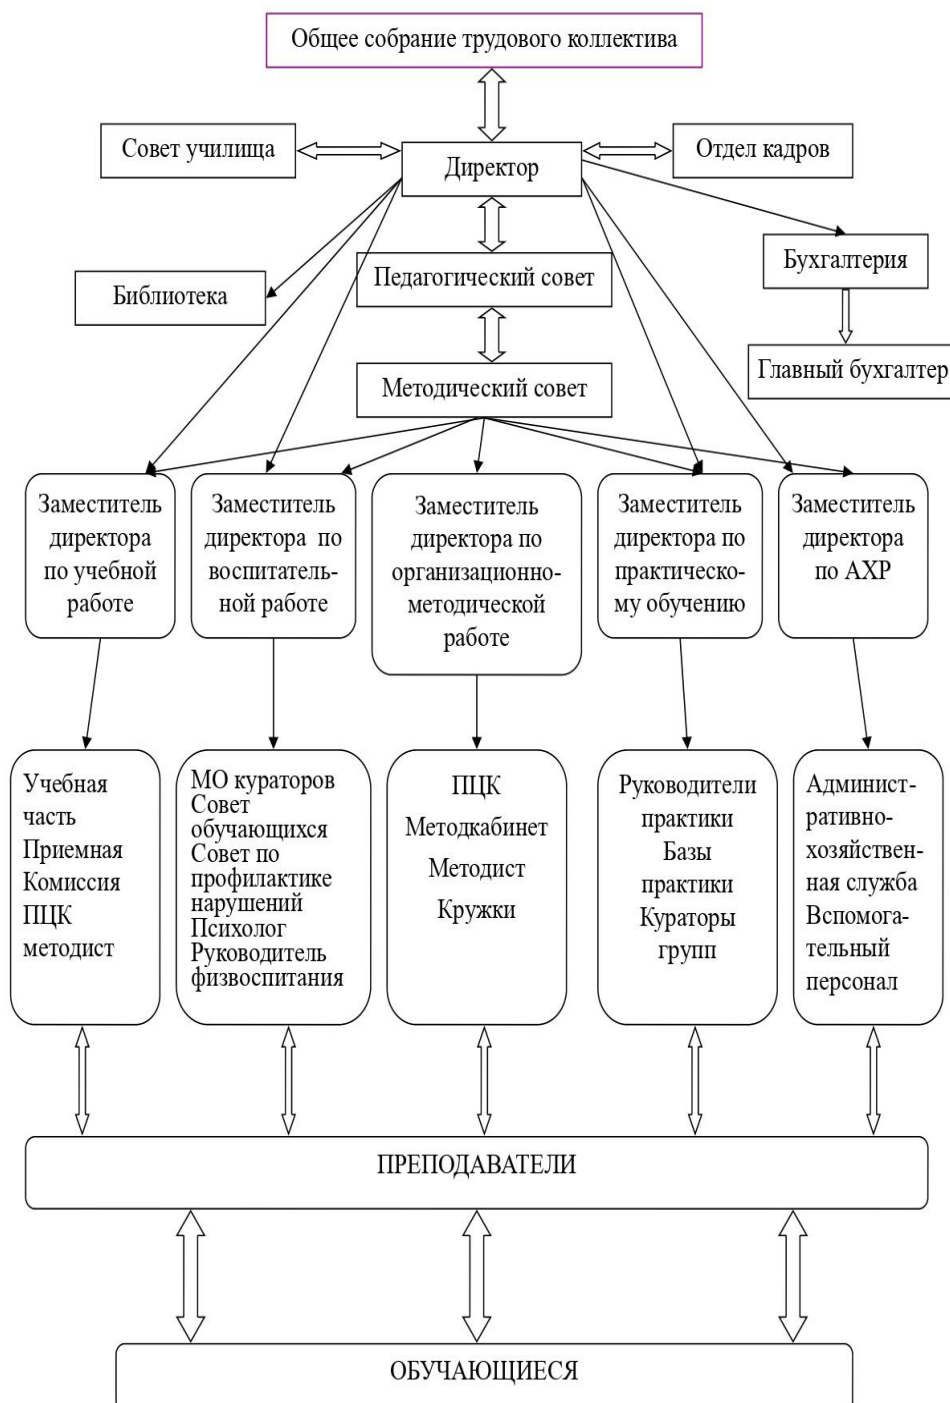 Общее собрание трудового коллектива
Совет училища
Отдел кадров
Директор
Бухгалтерия
Педагогический совет
Библиотека
Главный бухгалтер
Методический совет
Заместитель
директора
по учебной
работе
Заместитель
директора по
воспитатель-
ной работе
Заместитель
директора по
организационно-
методической
работе
Заместитель
директора по
практическо-
му обучению
Заместитель
директора
по АХР
Учебная
часть
Приемная
Комиссия
ПЦК
методист
МО кураторов
Совет
обучающихся
Совет по
профилактике
нарушений
Психолог
Руководитель
физвоспитания
ПЦК
Методкабинет
Методист
Кружки
Руководители
практики
Базы
практики
Кураторы
групп
Админист-
ративно-
хозяйствен-
ная служба
Вспомога-
тельный
персонал
ПРЕПОДАВАТЕЛИ
ОБУЧАЮЩИЕСЯ